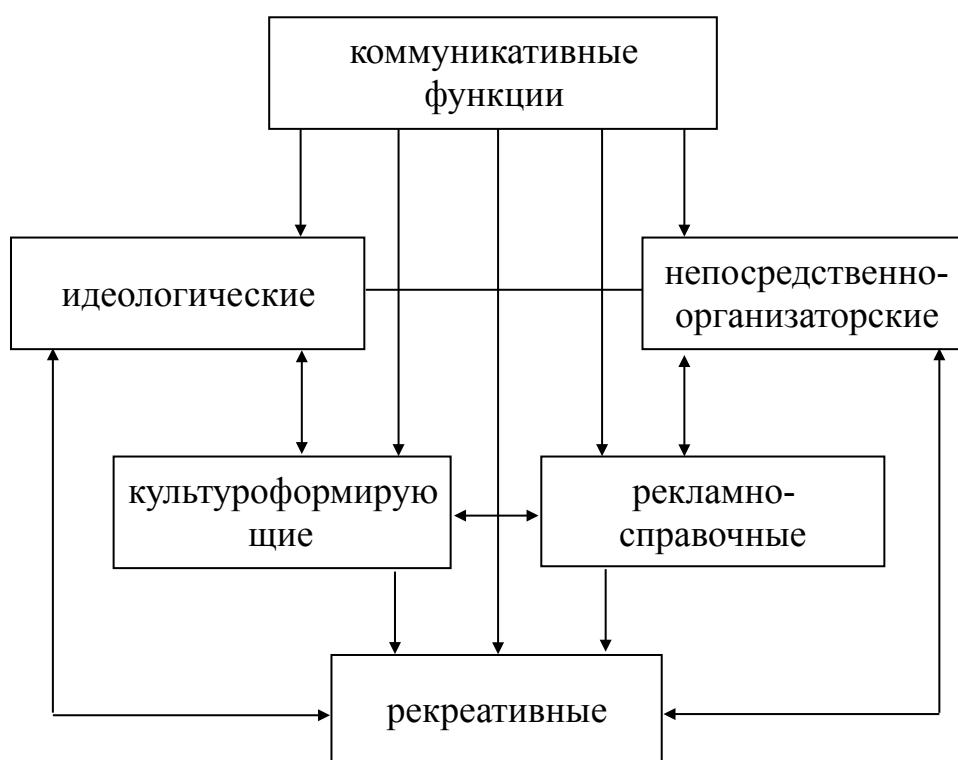 коммуникативные
функции
идеологические
непосредственно-
организаторские
культуроформирую
щие
рекламно-
справочные
рекреативные